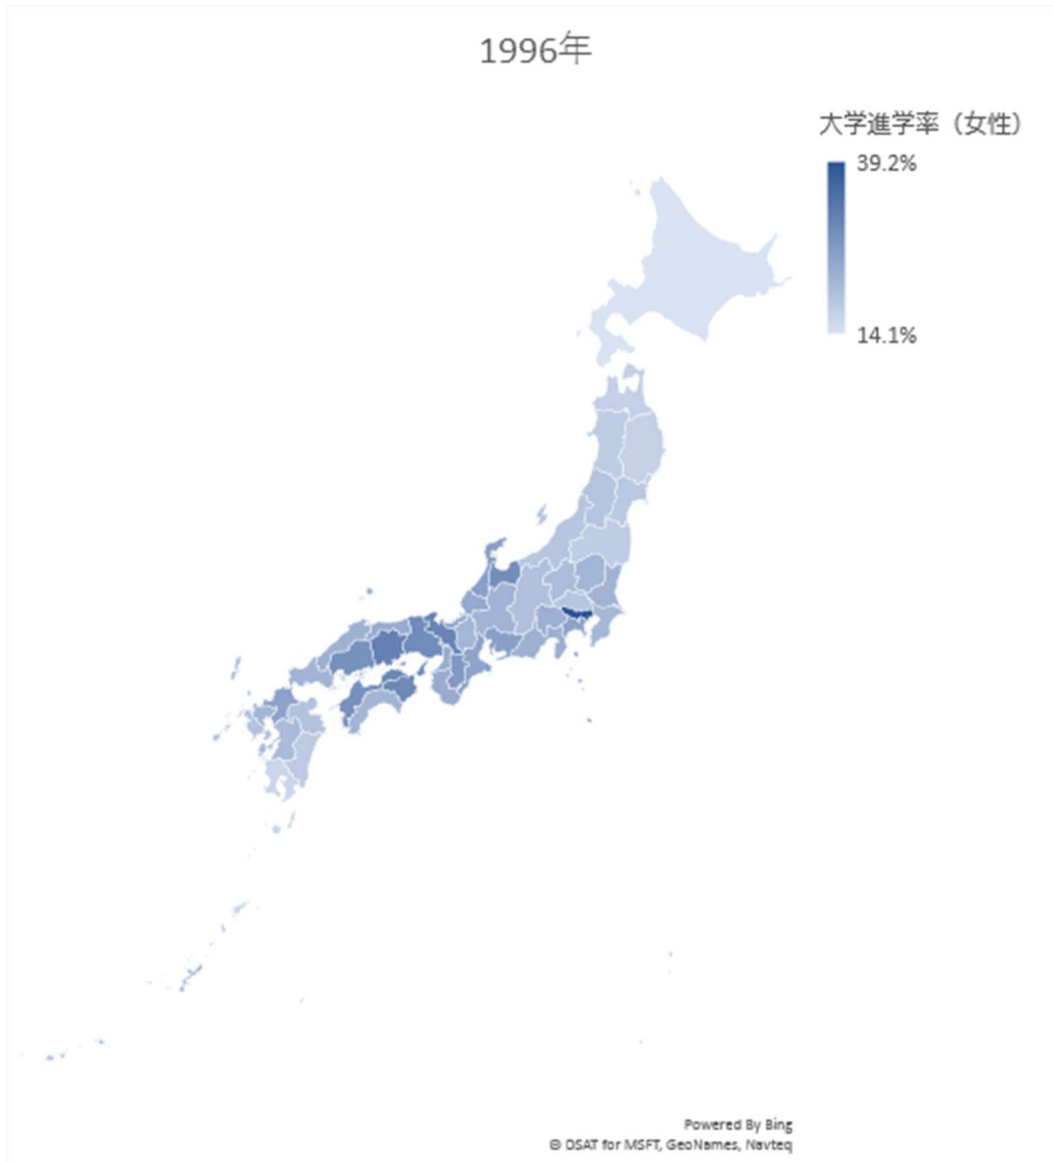 1996年
大学進学率（女性）
39.2%
14.1%
Powered By Bing
© DSAT for MSFT, GeoNames, Navteq